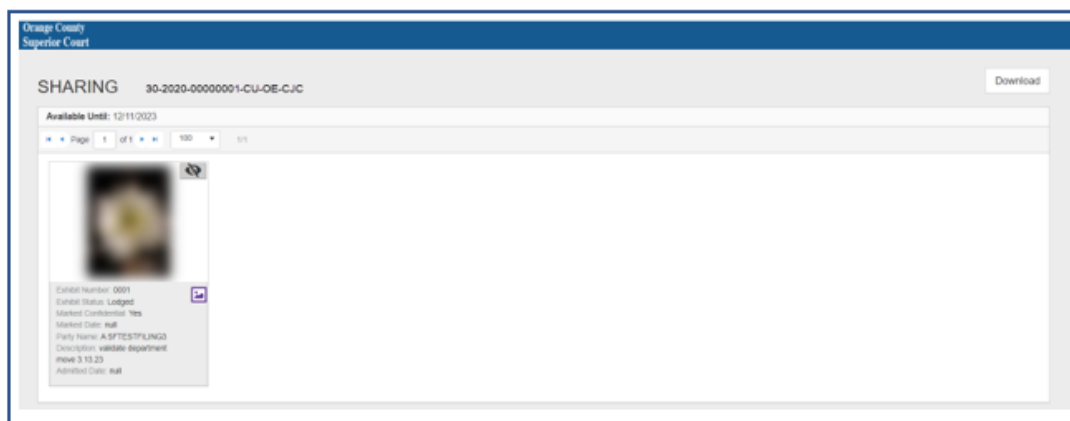 Orange County
Superior Court
SHARING 30-2020-00000001-CU-OE-CJC
Download
Available Until: 12/11/2023
Page 1 of 1 100 1/1
Exhibit Number: 0001
Exhibit Status: Lodged
Marked Confidential: Yes
Marked Date: null
Party Name: A SFTESTFILING3
Description: validate department
move 3.13.23
Admitted Date: null